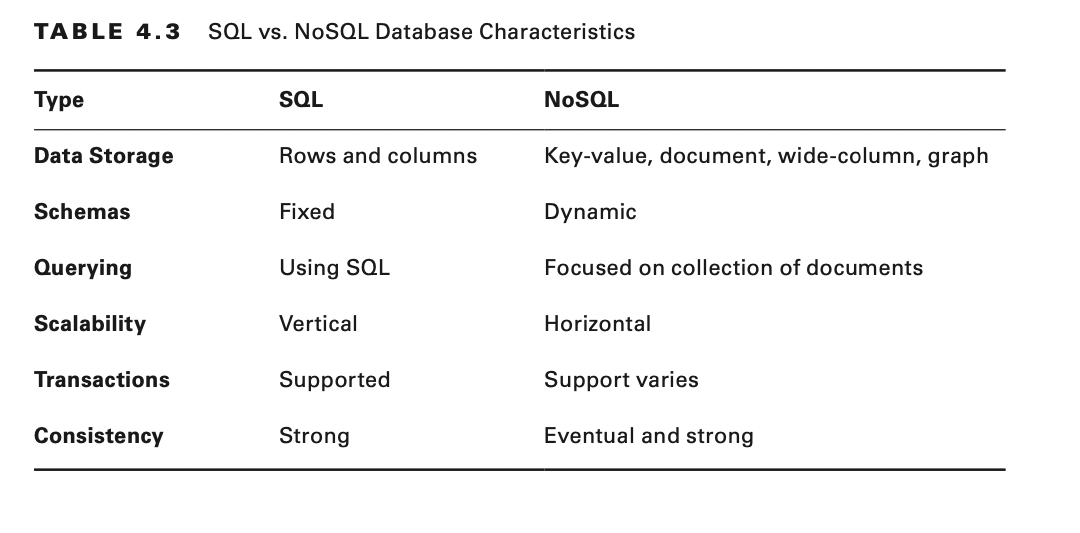 TABLE 4.3 SQL vs. NoSQL Database Characteristics
Type SQL NoSQL
Data Storage Rows and columns Key-value, document, wide-column, graph
Schemas Fixed Dynamic
Querying Using SQL Focused on collection of documents
Scalability Vertical Horizontal
Transactions Supported Support varies
Consistency Strong Eventual and strong